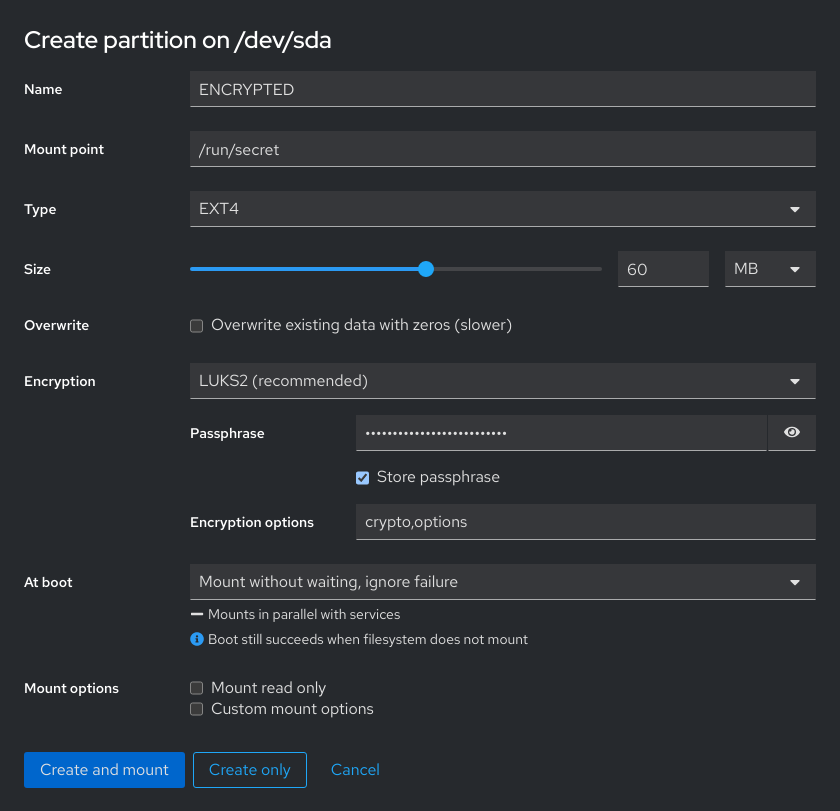 Create partition on /dev/sda
Name
ENCRYPTED
Mount point
/run/secret
Type
EXT4
Size
60
MB
Overwrite
Overwrite existing data with zeros (slower)
Encryption
LUKS2 (recommended)
Passphrase
••••••••••••••••••••••••••
Store passphrase
Encryption options
crypto,options
At boot
Mount without waiting, ignore failure
Mounts in parallel with services
Boot still succeeds when filesystem does not mount
Mount options
Mount read only
Custom mount options
Create and mount
Create only
Cancel